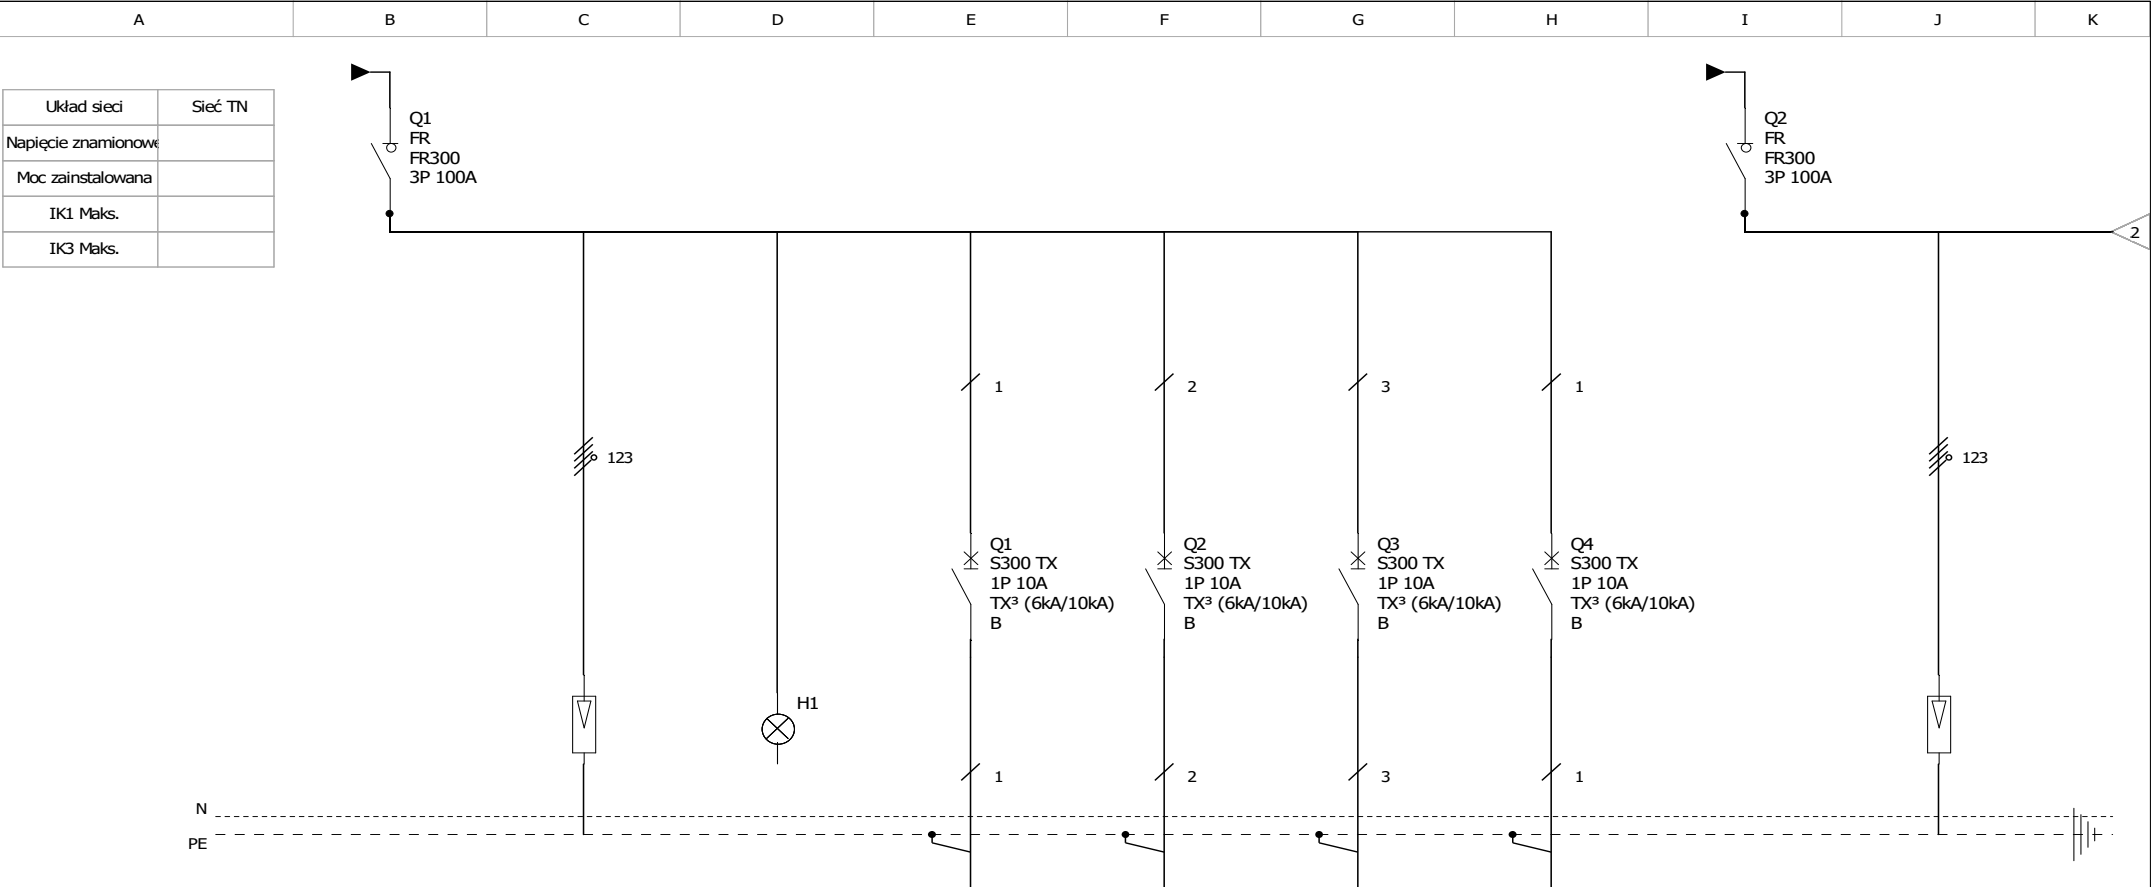 A B C D E F G H I J K
Układ sieci Sieć TN
Napięcie znamionowe
Moc zainstalowana
IK1 Maks.
IK3 Maks.
Q1
FR
FR300
3P 100A
Q2
FR
FR300
3P 100A
2
1 2 3 1
123 123
Q1
S300 TX
1P 10A
TX³ (6kA/10kA)
B
Q2
S300 TX
1P 10A
TX³ (6kA/10kA)
B
Q3
S300 TX
1P 10A
TX³ (6kA/10kA)
B
Q4
S300 TX
1P 10A
TX³ (6kA/10kA)
B
H1
1 2 3 1
N
PE